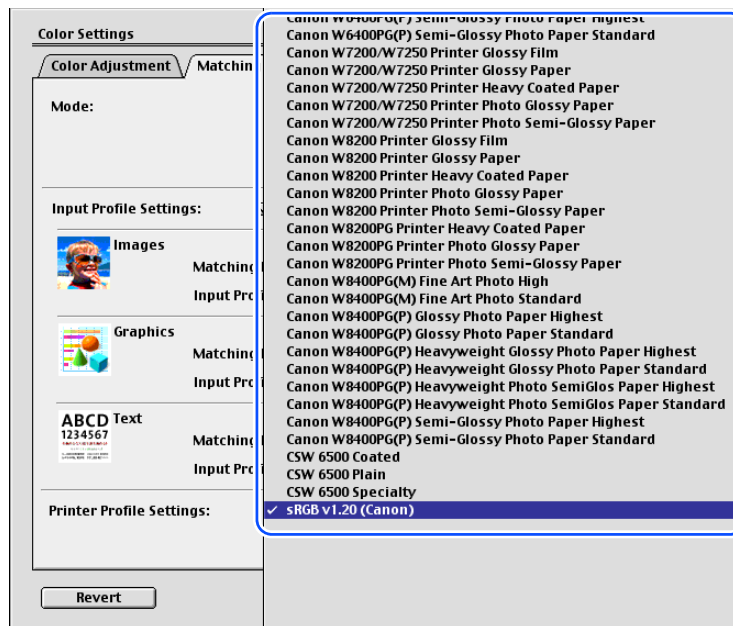 Color Settings
Color Adjustment
Matchin
Mode:
Input Profile Settings:
Images
Matching
Input Pro
Graphics
Matching
Input Pro
ABCD
1234567
Text
Matching
Input Pro
Printer Profile Settings:
Revert
Canon W6400PG(P) Semi-Glossy Photo Paper Highest
Canon W6400PG(P) Semi-Glossy Photo Paper Standard
Canon W7200/W7250 Printer Glossy Film
Canon W7200/W7250 Printer Glossy Paper
Canon W7200/W7250 Printer Heavy Coated Paper
Canon W7200/W7250 Printer Photo Glossy Paper
Canon W7200/W7250 Printer Photo Semi-Glossy Paper
Canon W8200 Printer Glossy Film
Canon W8200 Printer Glossy Paper
Canon W8200 Printer Heavy Coated Paper
Canon W8200 Printer Photo Glossy Paper
Canon W8200 Printer Photo Semi-Glossy Paper
Canon W8200PG Printer Heavy Coated Paper
Canon W8200PG Printer Photo Glossy Paper
Canon W8200PG Printer Photo Semi-Glossy Paper
Canon W8400PG(M) Fine Art Photo High
Canon W8400PG(M) Fine Art Photo Standard
Canon W8400PG(P) Glossy Photo Paper Highest
Canon W8400PG(P) Glossy Photo Paper Standard
Canon W8400PG(P) Heavyweight Glossy Photo Paper Highest
Canon W8400PG(P) Heavyweight Glossy Photo Paper Standard
Canon W8400PG(P) Heavyweight Photo SemiGlos Paper Highest
Canon W8400PG(P) Heavyweight Photo SemiGlos Paper Standard
Canon W8400PG(P) Semi-Glossy Photo Paper Highest
Canon W8400PG(P) Semi-Glossy Photo Paper Standard
CSW 6500 Coated
CSW 6500 Plain
CSW 6500 Specialty
✓ sRGB v1.20 (Canon)